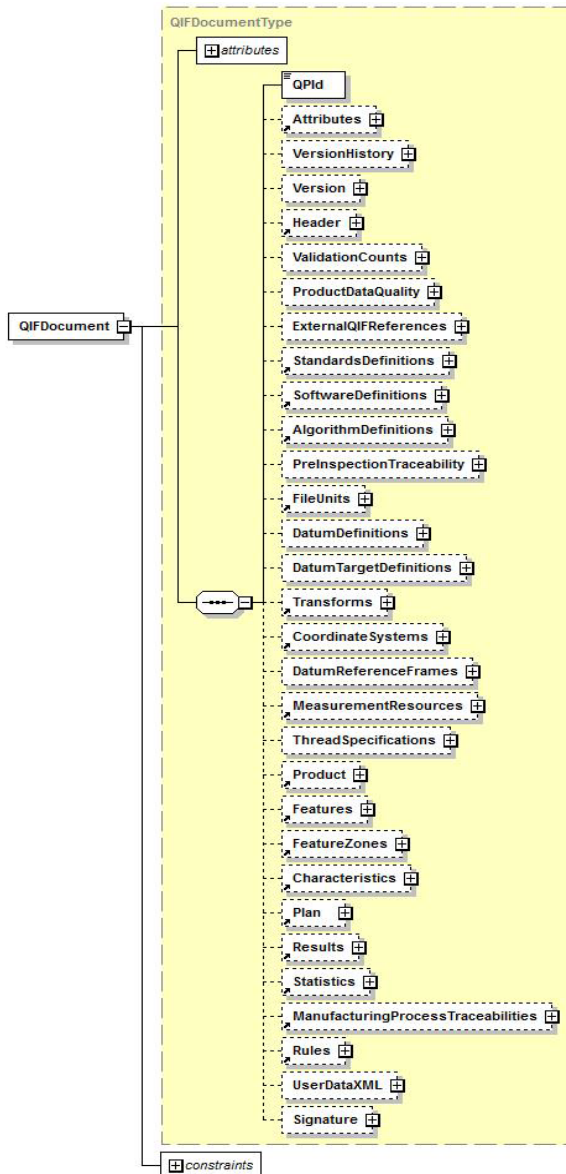 QIFDocumentType
attributes
QPId
Attributes
VersionHistory
Version
Header
ValidationCounts
ProductDataQuality
QIFDocument
ExternalQIFReferences
StandardsDefinitions
SoftwareDefinitions
AlgorithmDefinitions
PreInspectionTraceability
FileUnits
DatumDefinitions
DatumTargetDefinitions
Transforms
CoordinateSystems
DatumReferenceFrames
MeasurementResources
ThreadSpecifications
Product
Features
FeatureZones
Characteristics
Plan
Results
Statistics
ManufacturingProcessTraceabilities
Rules
UserDataXML
Signature
constraints